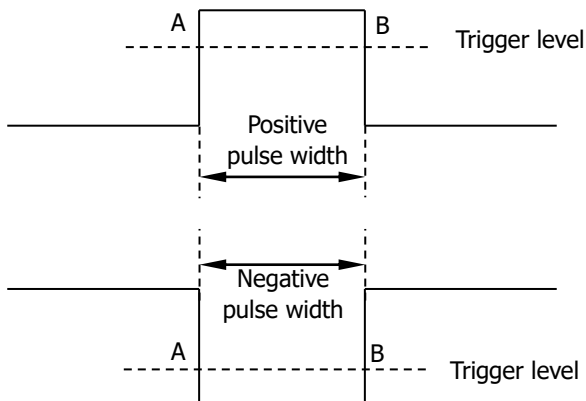 A B Trigger level
Positive
pulse width
Negative
pulse width
A B Trigger level